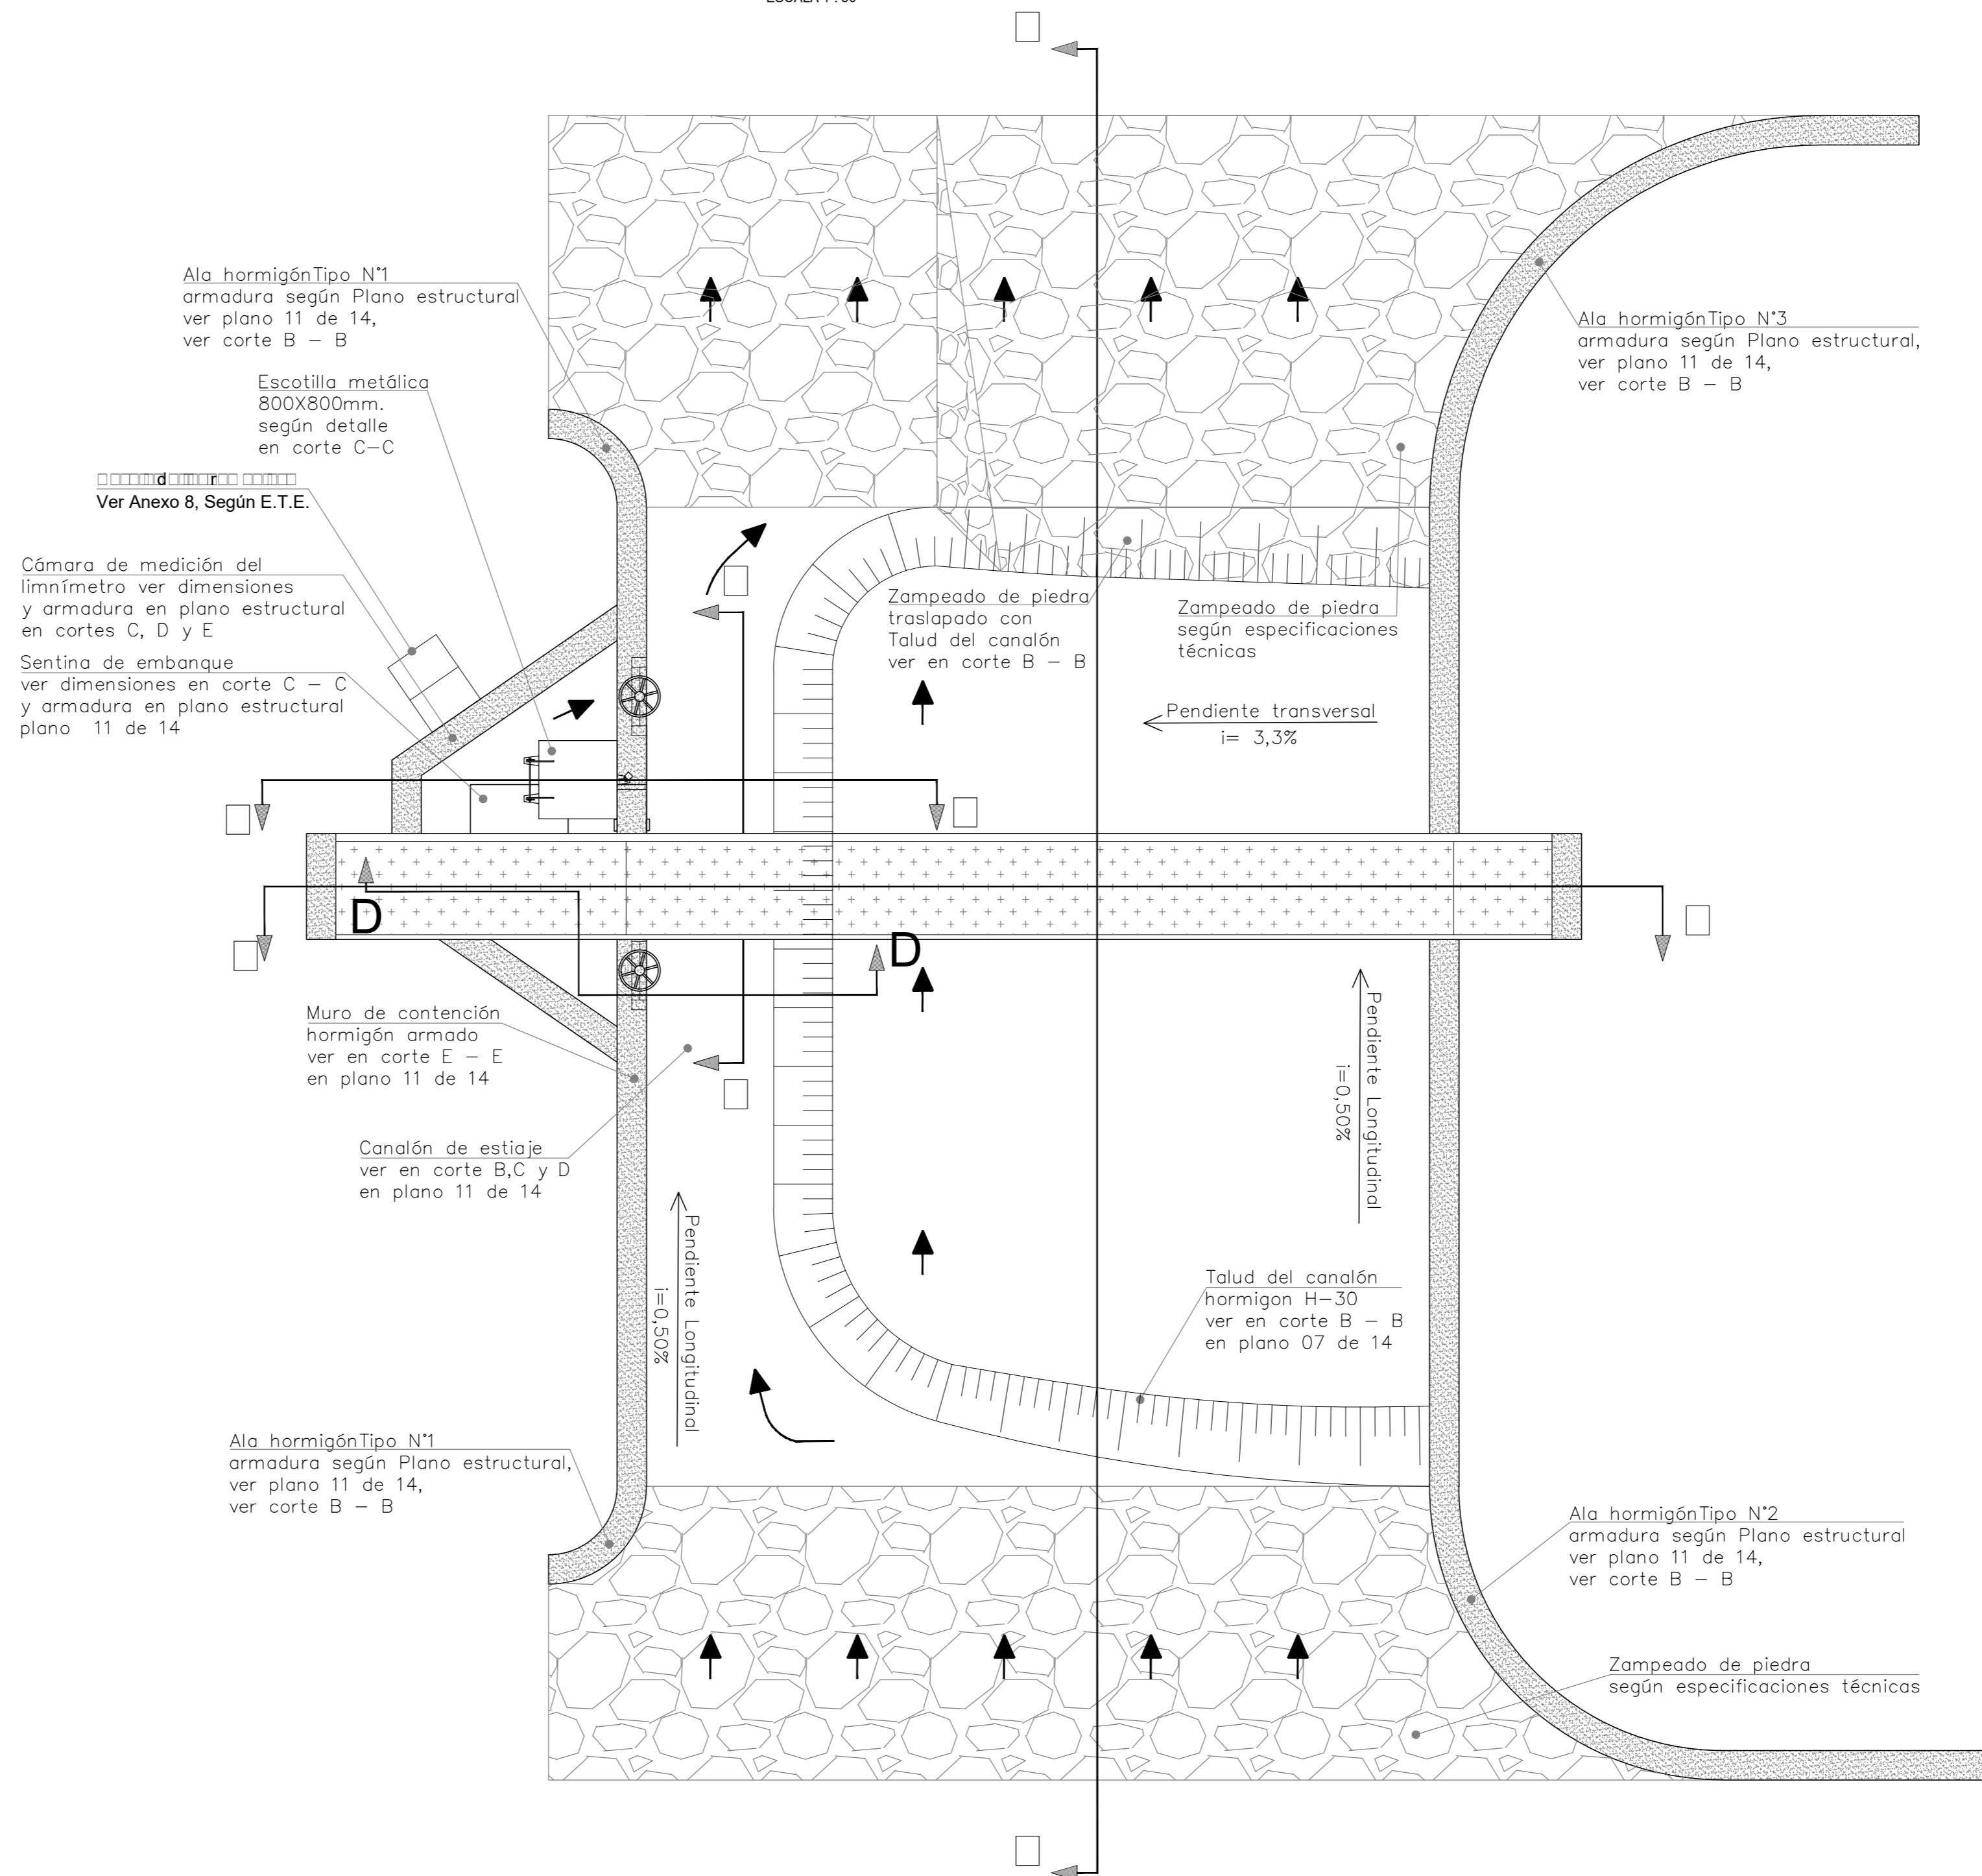 Ala hormigónTipo N°1
armadura según Plano estructural
ver plano 11 de 14,
ver corte B – B
Escotilla metálica
800X800mm.
según detalle
en corte C–C
Ver Anexo 8, Según E.T.E.
Cámara de medición del
limnímetro ver dimensiones
y armadura en plano estructural
en cortes C, D y E
Sentina de embanque
ver dimensiones en corte C – C
y armadura en plano estructural
plano 11 de 14
Ala hormigónTipo N°3
armadura según Plano estructural,
ver plano 11 de 14,
ver corte B – B
Zampeado de piedra
traslapado con
Talud del canalón
ver en corte B – B
Zampeado de piedra
según especificaciones
técnicas
Pendiente transversal
i= 3,3%
D
D
Muro de contención
hormigón armado
ver en corte E – E
en plano 11 de 14
Canalón de estiaje
ver en corte B,C y D
en plano 11 de 14
Pendiente Longitudinal
i=0,50%
Pendiente Longitudinal
i=0,50%
Talud del canalón
hormigon H–30
ver en corte B – B
en plano 07 de 14
Ala hormigónTipo N°1
armadura según Plano estructural,
ver plano 11 de 14,
ver corte B – B
Ala hormigónTipo N°2
armadura según Plano estructural
ver plano 11 de 14,
ver corte B – B
Zampeado de piedra
según especificaciones técnicas